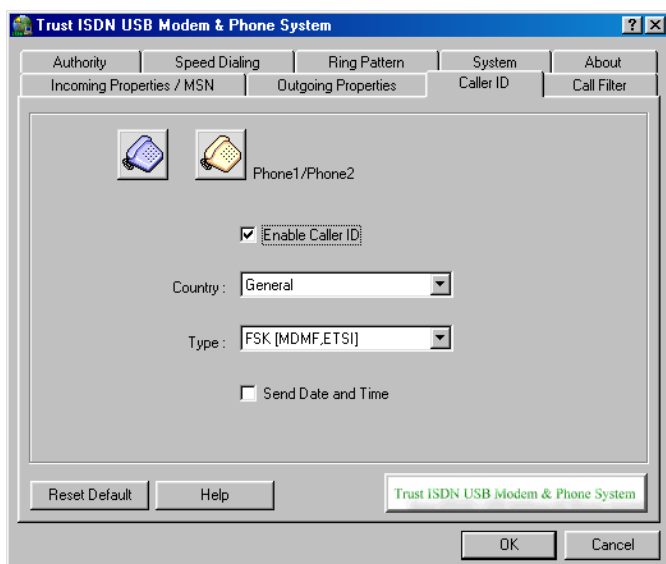 Trust ISDN USB Modem & Phone System
Authority Speed Dialing Ring Pattern System About
Incoming Properties / MSN Outgoing Properties Caller ID Call Filter
Phone1/Phone2
Enable Caller ID
Country : General
Type : FSK [MDMF,ETSI]
Send Date and Time
Reset Default Help Trust ISDN USB Modem & Phone System
OK Cancel